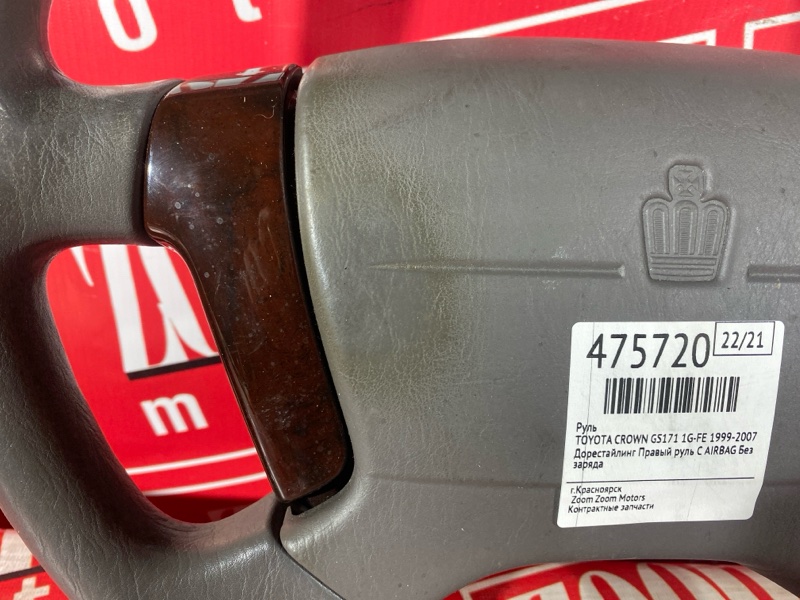 475720
22/21
Руль
TOYOTA CROWN GS171 1G-FE 1999-2007
Дорестайлинг Правый руль С AIRBAG Без
заряда
г.Красноярск
Zoom Zoom Motors
Контрактные запчасти
m